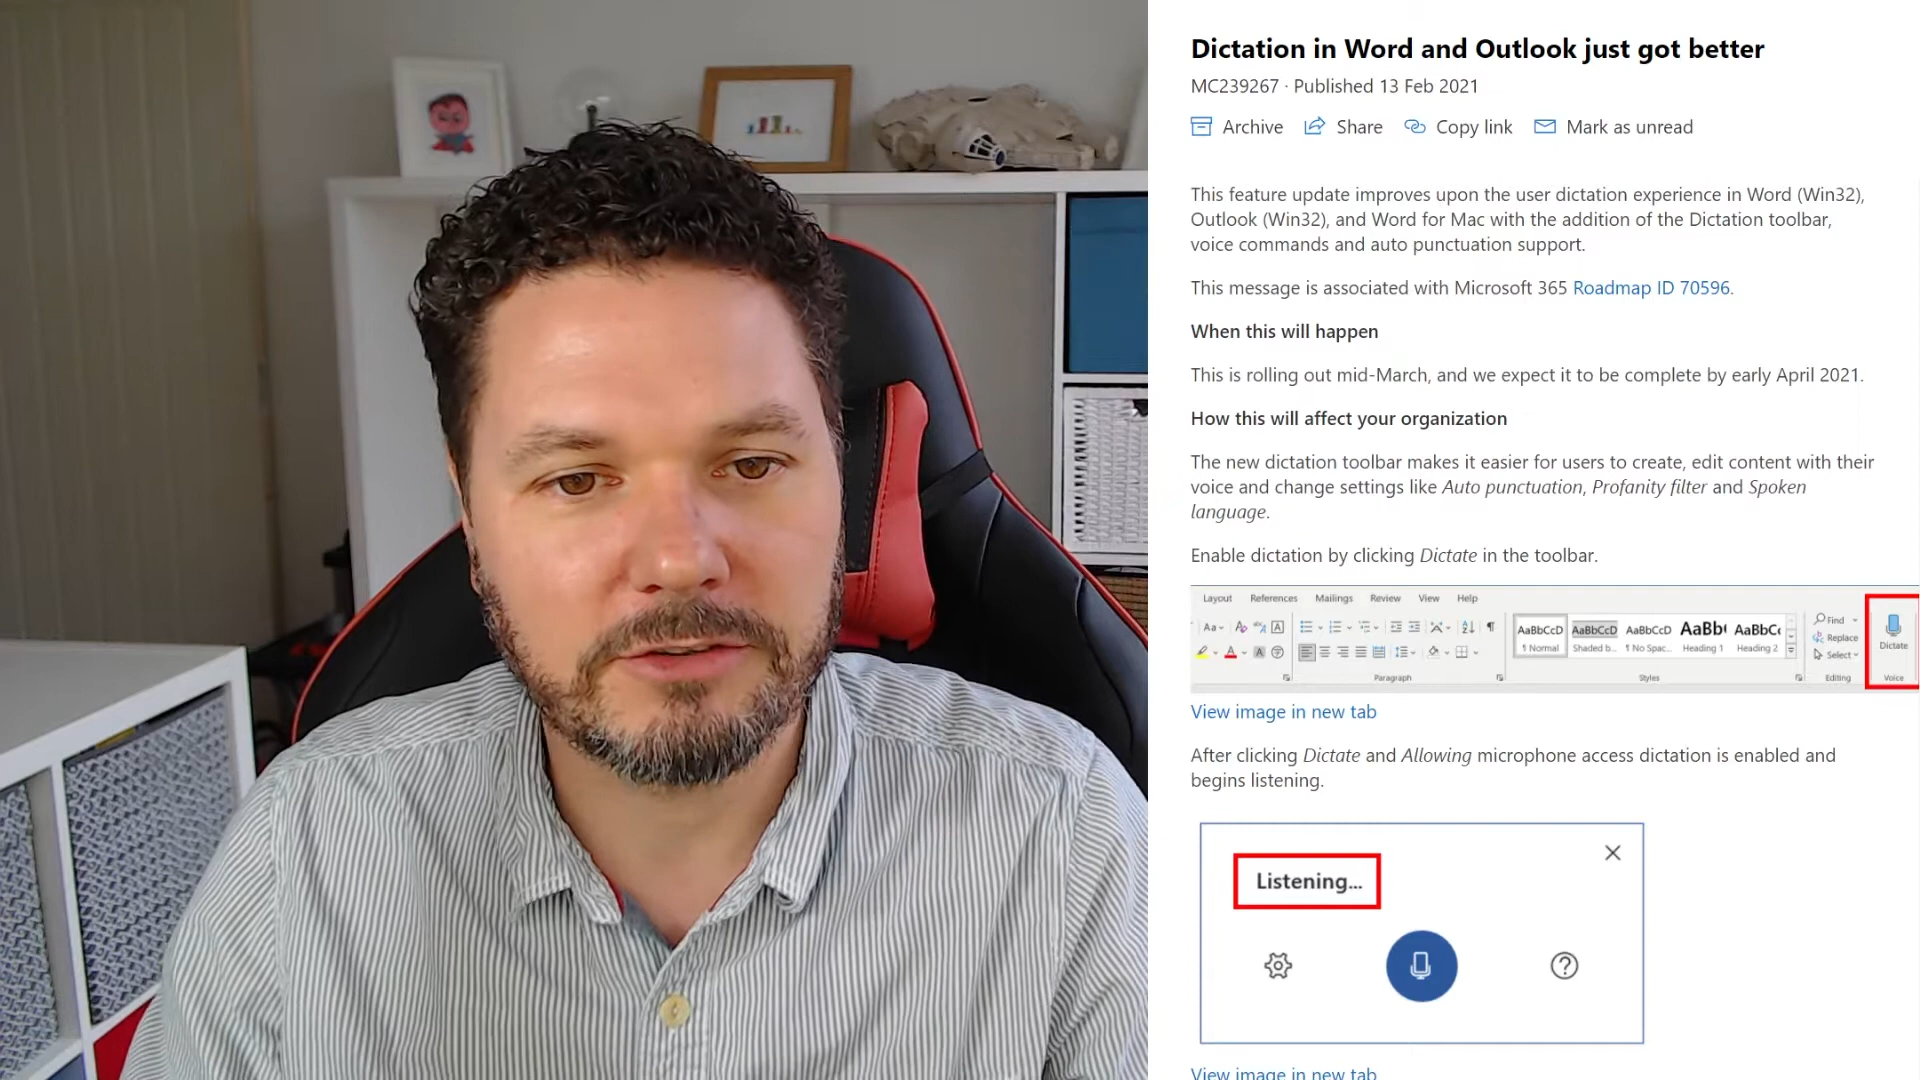 Dictation in Word and Outlook just got better
MC239267 · Published 13 Feb 2021
Archive Share Copy link Mark as unread
This feature update improves upon the user dictation experience in Word (Win32),
Outlook (Win32), and Word for Mac with the addition of the Dictation toolbar,
voice commands and auto punctuation support.
This message is associated with Microsoft 365 Roadmap ID 70596.
When this will happen
This is rolling out mid-March, and we expect it to be complete by early April 2021.
How this will affect your organization
The new dictation toolbar makes it easier for users to create, edit content with their
voice and change settings like Auto punctuation, Profanity filter and Spoken
language.
Enable dictation by clicking Dictate in the toolbar.
Layout References Mailings Review View Help
Aa AaBbCcD AaBbCcD AaBbCcD AaBb( AaBbCc Find
¶ Normal Shaded b... ¶ No Spac... Heading 1 Heading 2 Replace Dictate
Select
Paragraph Styles Editing Voice
View image in new tab
After clicking Dictate and Allowing microphone access dictation is enabled and
begins listening.
Listening...
View image in new tab